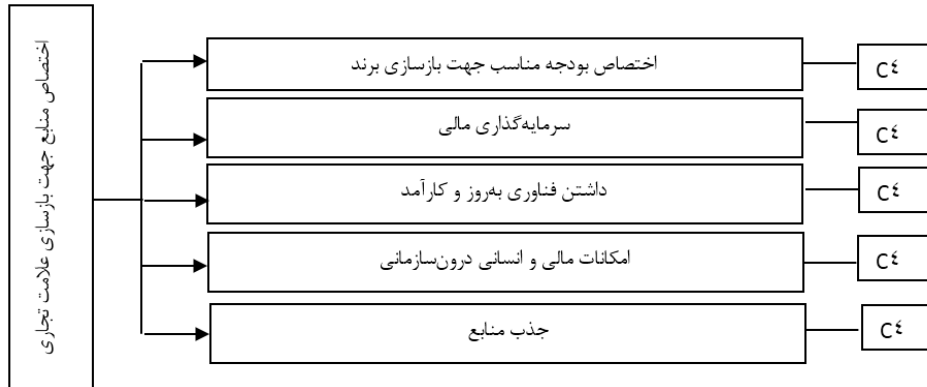 اختصاص منابع جهت بازسازی علامت تجاری
اختصاص بودجه مناسب جهت بازسازی برند
C٤
سرمایه‌گذاری مالی
C٤
داشتن فناوری به‌روز و کارآمد
C٤
امکانات مالی و انسانی درون‌سازمانی
C٤
جذب منابع
C٤